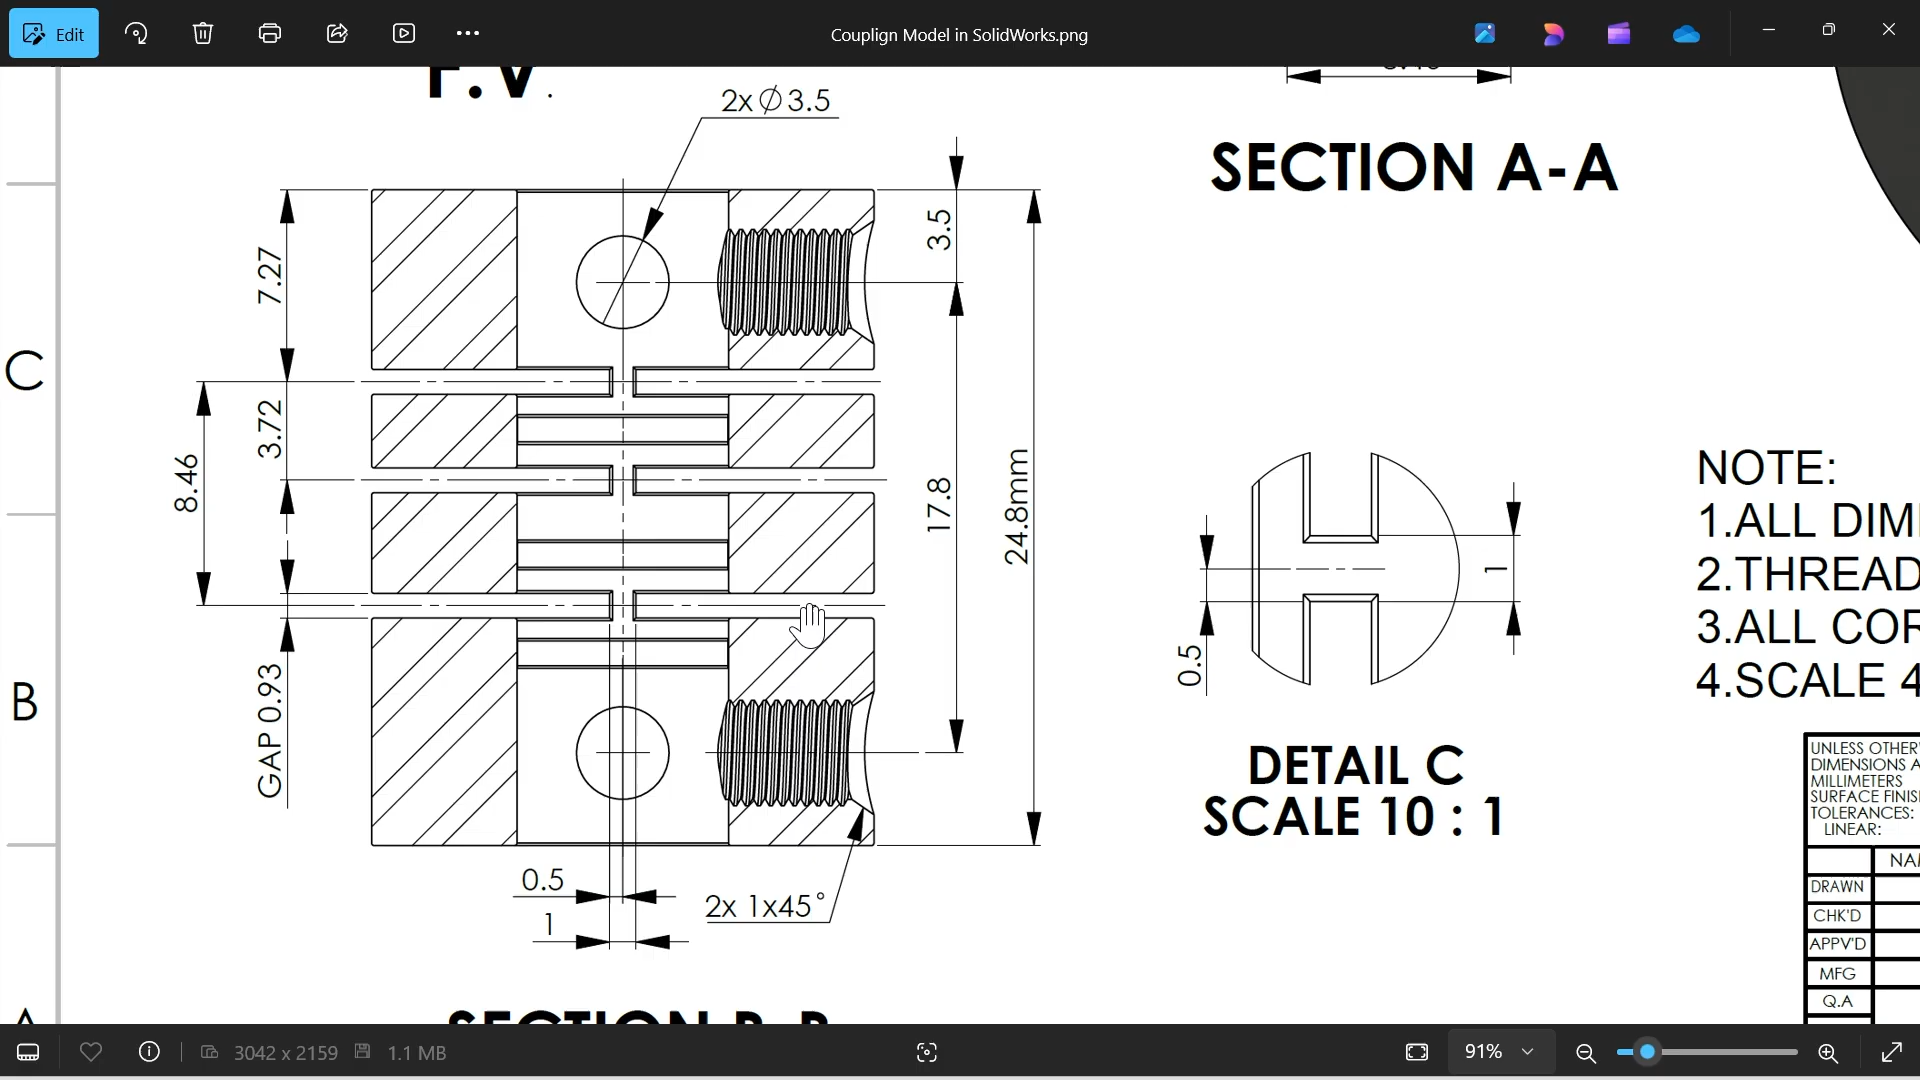 Edit
Couplign Model in SolidWorks.png
F.V.
2x Ø 3.5
SECTION A-A
7.27
3.5
C
3.72
8.46
17.8
24.8mm
NOTE:
1.ALL DIM
2.THREAD
3.ALL COR
4.SCALE 4
1
0.5
B
GAP 0.93
DETAIL C
SCALE 10 : 1
UNLESS OTHER
DIMENSIONS A
MILLIMETERS
SURFACE FINIS
TOLERANCES:
LINEAR:
NA
DRAWN
CHK'D
APPV'D
MFG
Q.A
0.5
2x 1x45°
1
SECTION B-B
3042 x 2159
1.1 MB
91%